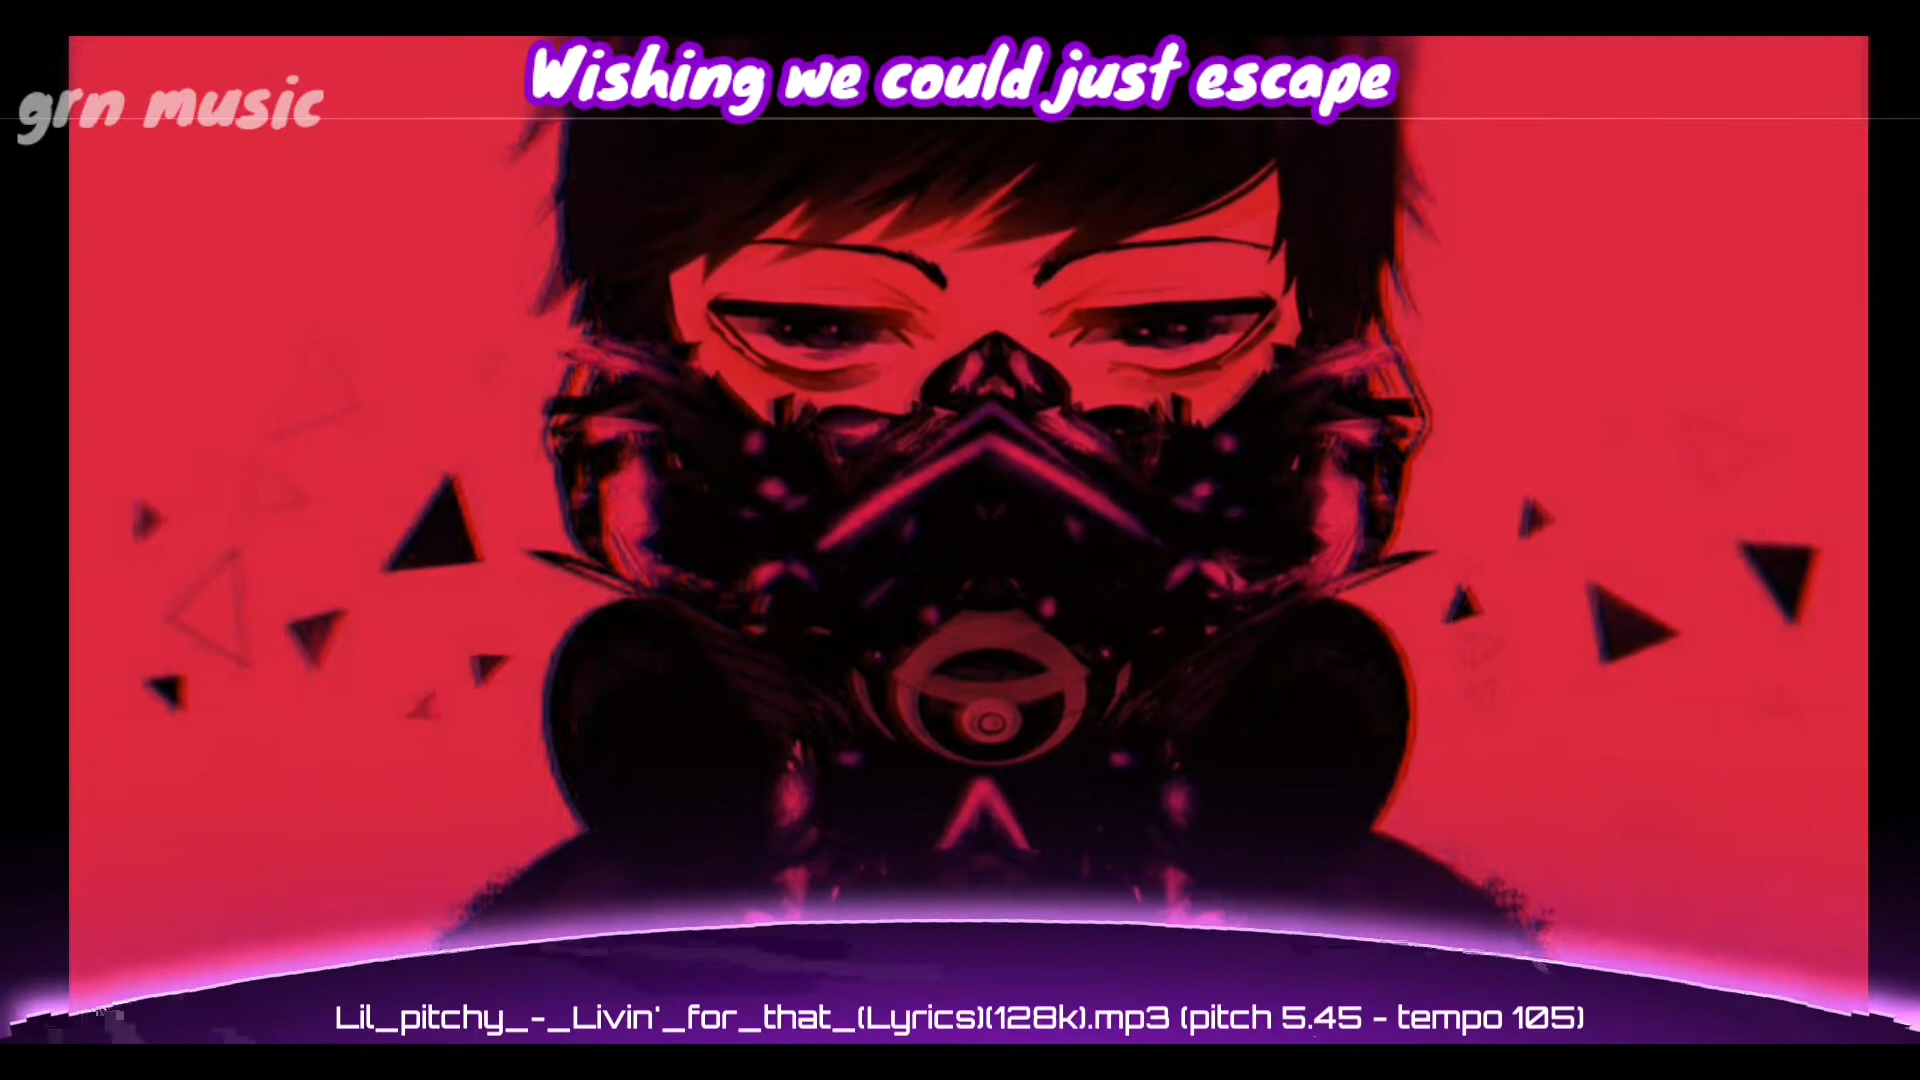 Wishing we could just escape
grn music
Lil_pitchy_-_Livin'_for_that_(Lyrics)(128k).mp3 (pitch 5.45 - tempo 105)